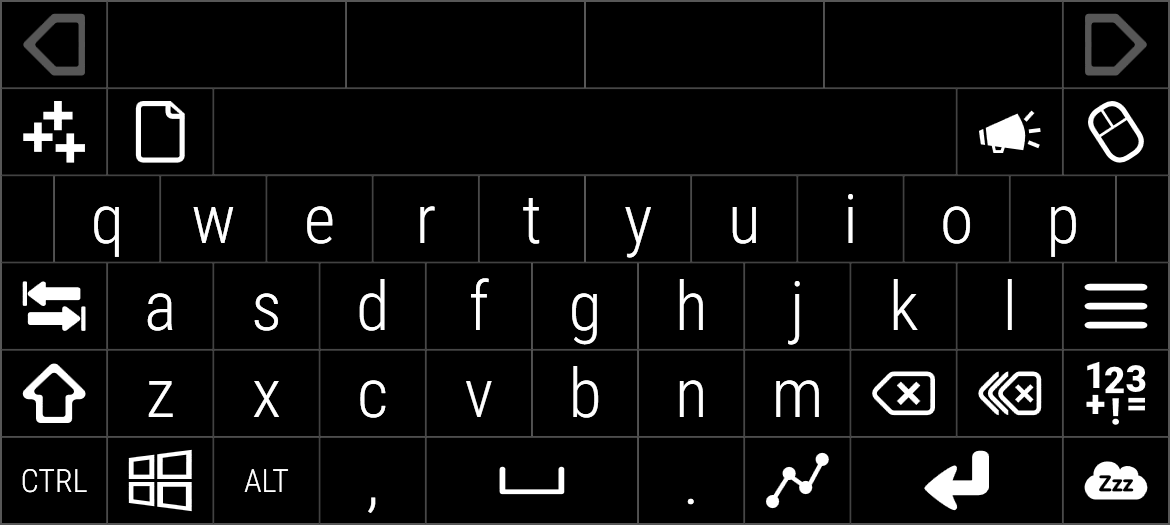 q w e r t y u i o p
a s d f g h j k l
z x c v b n m 123+!=
CTRL ALT , . Zzz